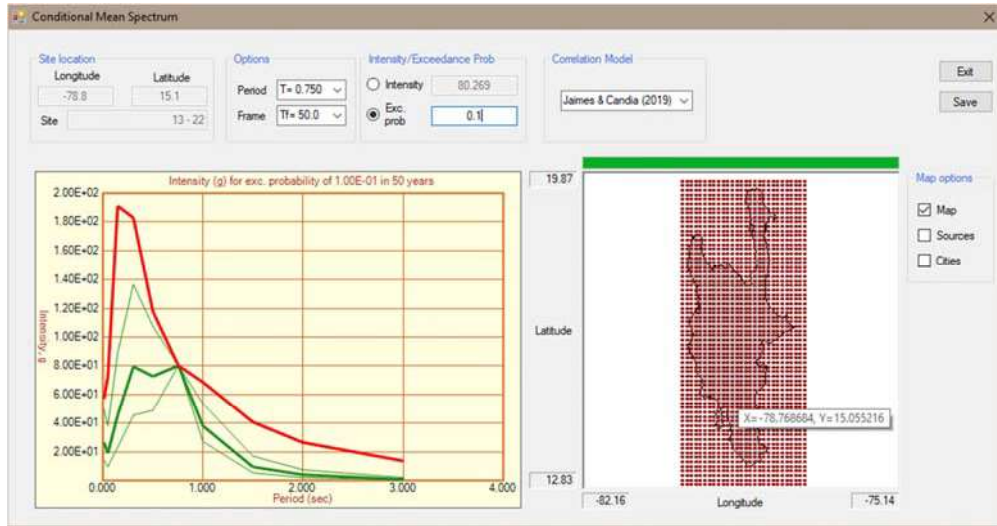 Conditional Mean Spectrum
Site location
Longitude Latitude
-78.8 15.1
Site 13 - 22
Options
Period T= 0.750
Frame Tf= 50.0
Intensity/Exceedance Prob
Intensity 80.269
Exc. prob 0.1
Correlation Model
Jaimes & Candia (2019)
Exit
Save
Intensity (g) for exc. probability of 1.00E-01 in 50 years
2.00E+02
1.80E+02
1.60E+02
1.40E+02
1.20E+02
1.00E+02
8.00E+01
6.00E+01
4.00E+01
2.00E+01
Intensity, g
0.000 1.000 2.000 3.000 4.000
Period (sec)
19.87
Latitude
12.83
X= -78.768684, Y=15.055216
-82.16 Longitude -75.14
Map options
Map
Sources
Cities